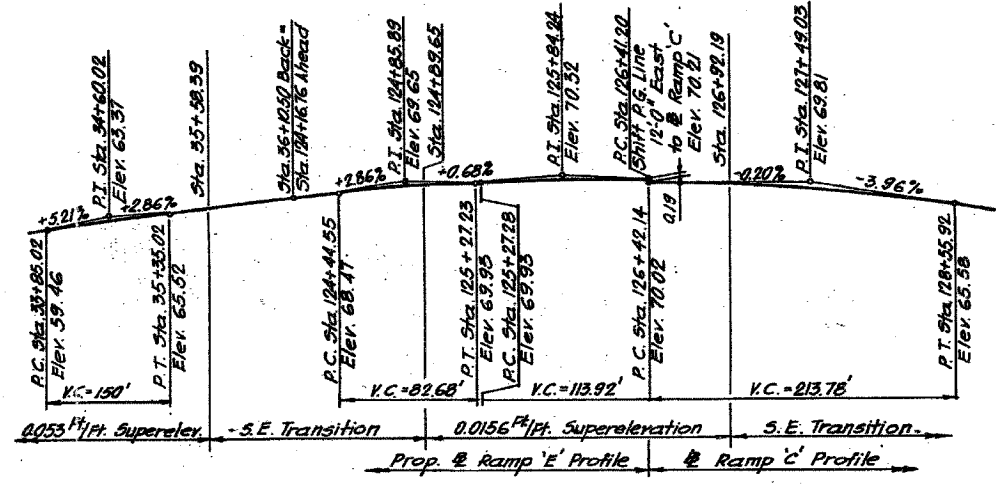 P.I. Sta. 34+60.02
Elev. 63.37
Sta. 35+58.39
Sta. 36+10.50 Back =
Sta. 124+16.76 Ahead
P.I. Sta. 124+85.89
Elev. 69.65
Sta. 124+89.65
P.I. Sta. 125+84.24
Elev. 70.32
P.C. Sta. 126+41.20
Shift P.G. Line
12'-0" East
to ℄ Ramp 'C'
Elev. 70.21
Sta. 126+92.19
P.I. Sta. 127+49.03
Elev. 69.81
+5.21%
+2.86%
+2.86%
+0.68%
-0.20%
-3.96%
0.19
P.C. Sta. 33+85.02
Elev. 59.46
P.T. Sta. 35+35.02
Elev. 65.52
P.C. Sta. 124+44.55
Elev. 68.47
P.T. Sta. 125+27.23
Elev. 69.93
P.C. Sta. 125+27.28
Elev. 69.93
P.C. Sta. 126+42.14
Elev. 70.02
P.T. Sta. 128+55.92
Elev. 65.58
V.C.=150'
V.C.=82.68'
V.C.=113.92'
V.C.=213.78'
0.053 Ft/Ft. Superelev.
S.E. Transition
0.0156 Ft/Ft. Superelevation
S.E. Transition
Prop. ℄ Ramp 'E' Profile
℄ Ramp 'C' Profile